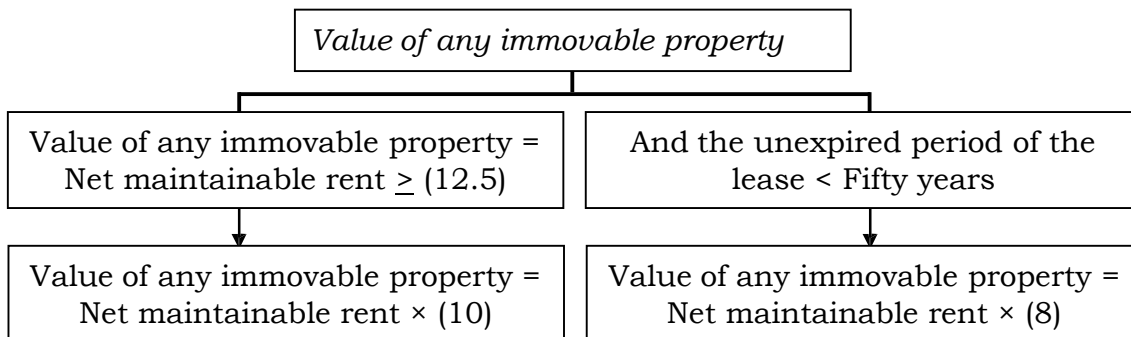 Value of any immovable property
Value of any immovable property =
Net maintainable rent ≥ (12.5)
And the unexpired period of the
lease < Fifty years
Value of any immovable property =
Net maintainable rent × (10)
Value of any immovable property =
Net maintainable rent × (8)